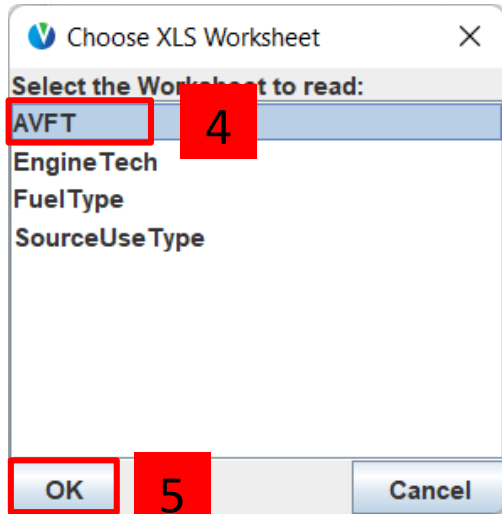 Choose XLS Worksheet
Select the Worksheet to read:
AVFT
4
EngineTech
FuelType
SourceUseType
OK
5
Cancel